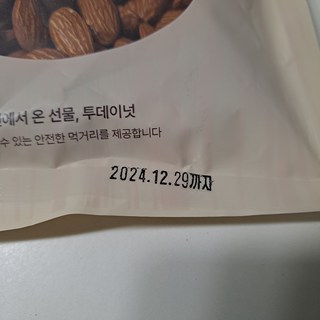 에서 온 선물, 투데이넛
수 있는 안전한 먹거리를 제공합니다
2024.12.29까지